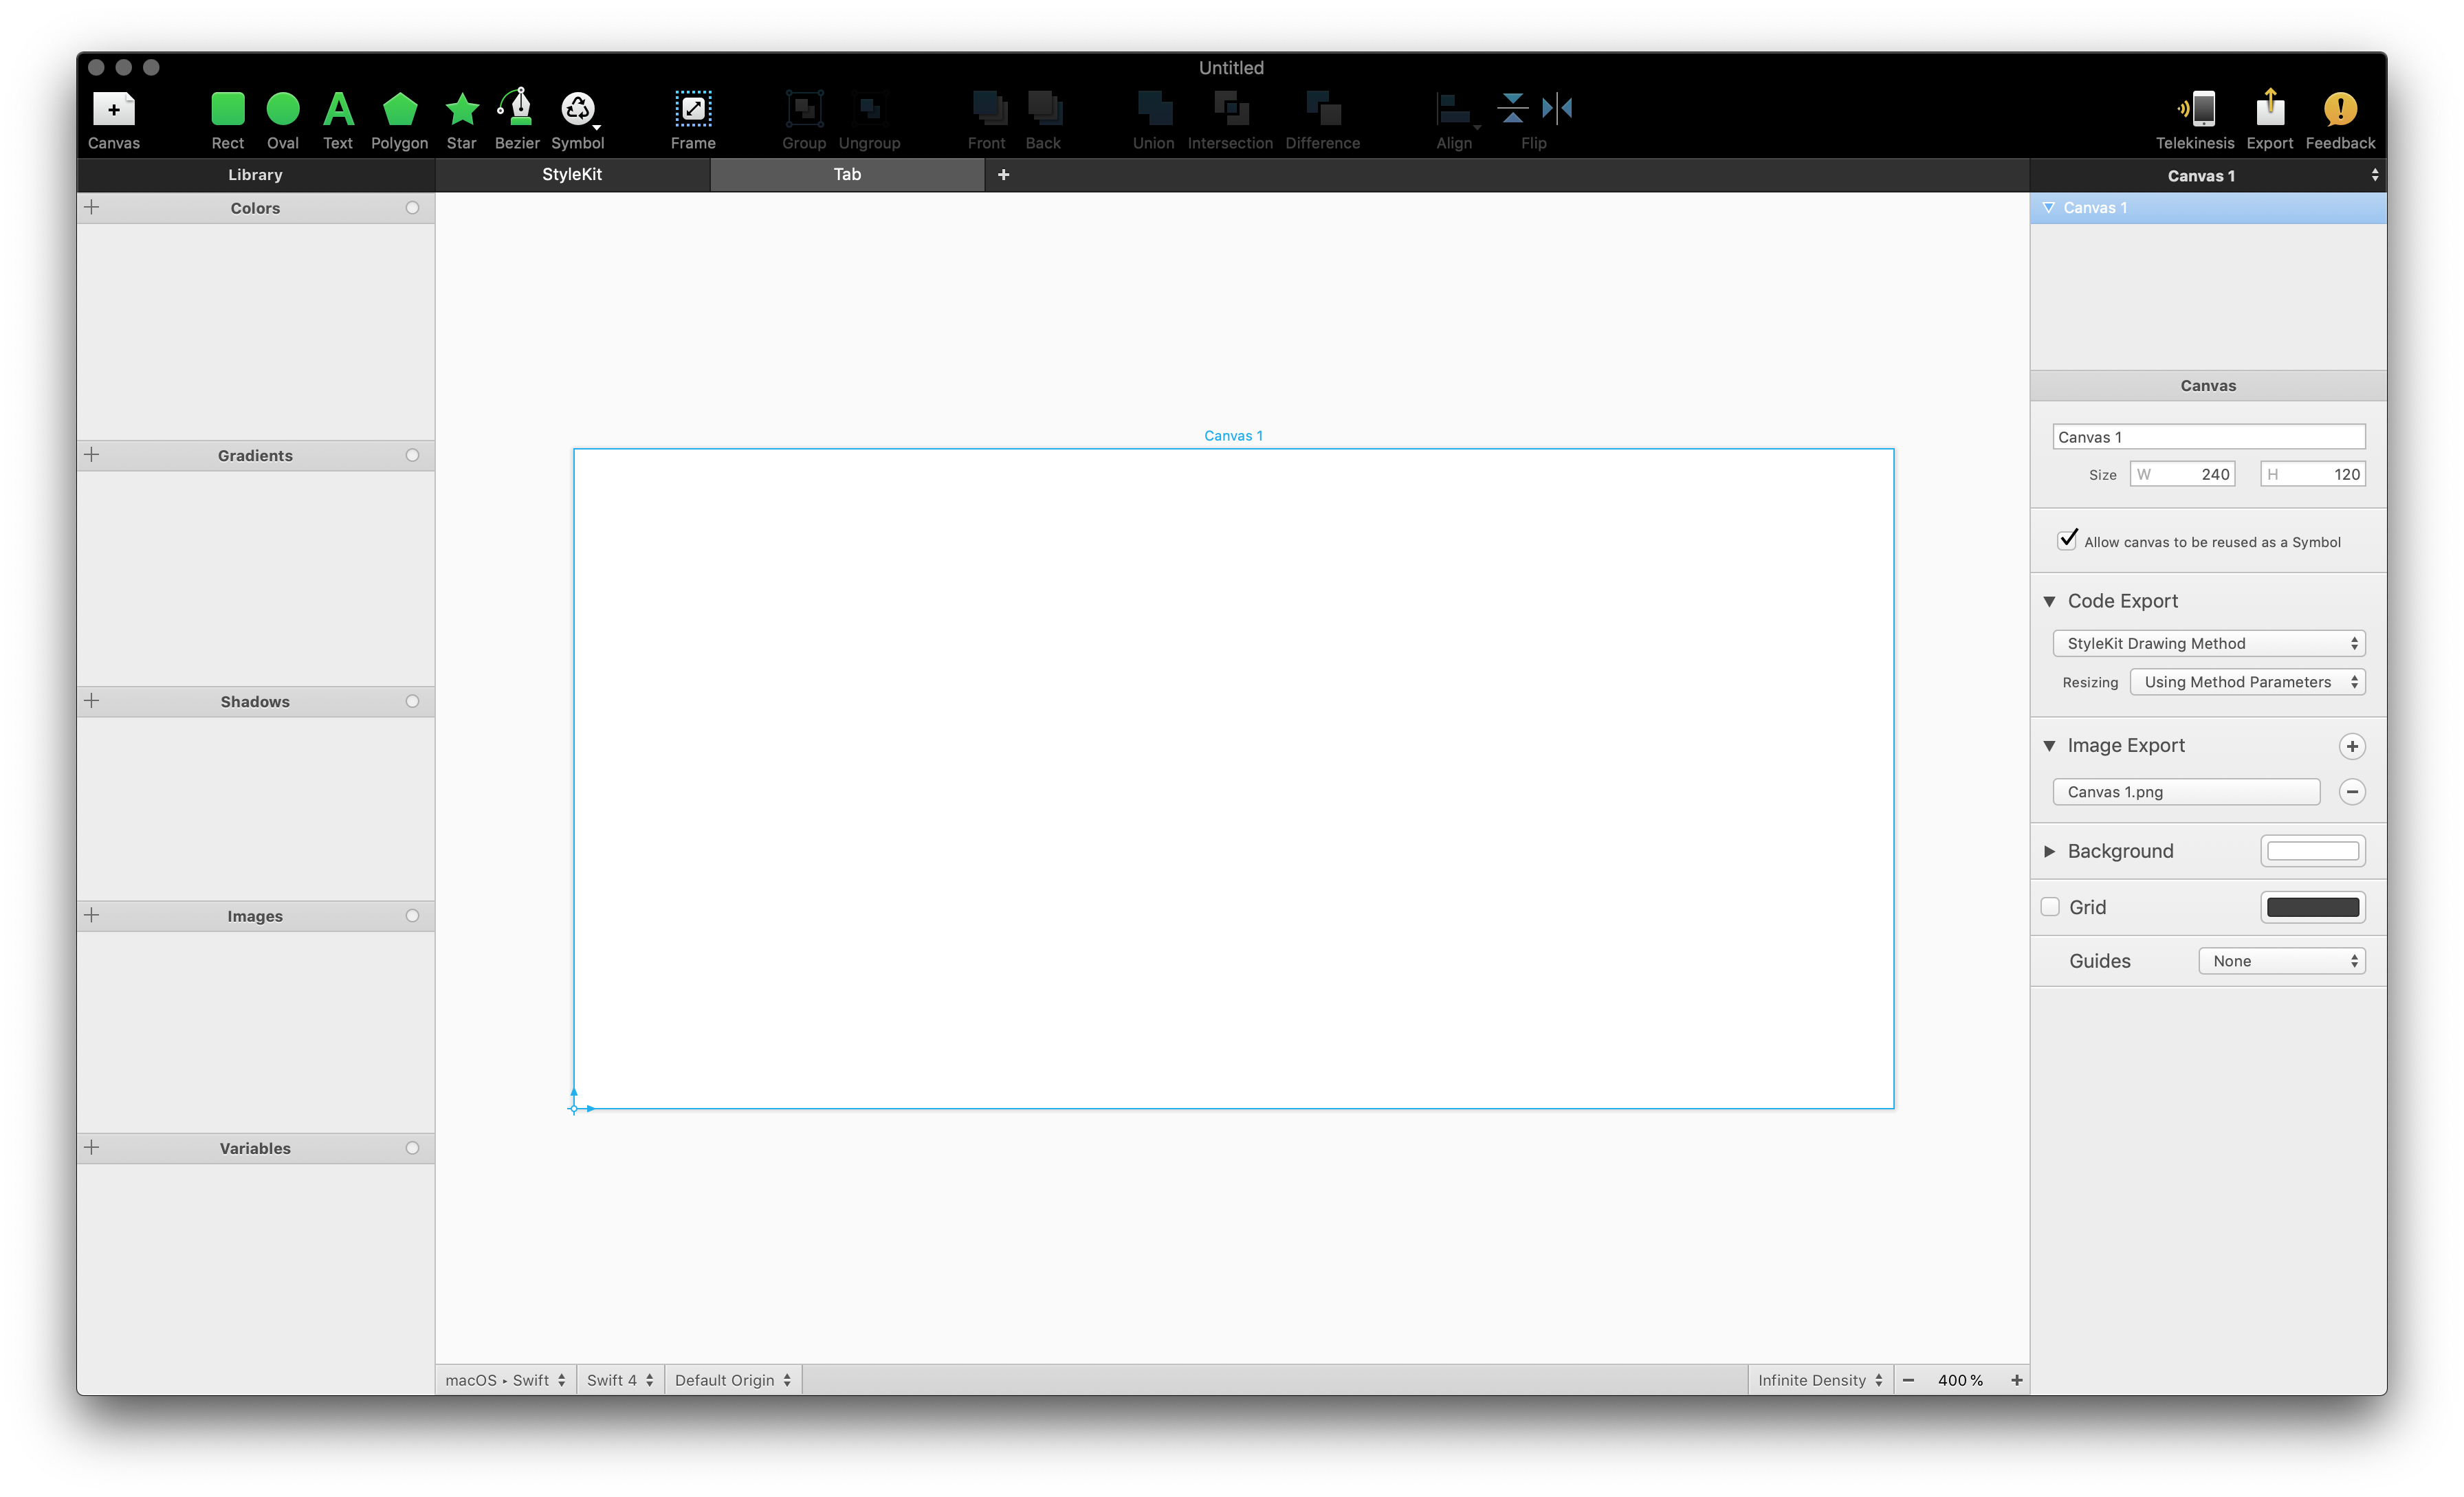 Untitled
Canvas Rect Oval Text Polygon Star Bezier Symbol Frame Group Ungroup Front Back Union Intersection Difference Align Flip Telekinesis Export Feedback
Library StyleKit Tab + Canvas 1
Colors
Canvas 1
Canvas
Canvas 1
Canvas 1
Gradients
Size W 240 H 120
Allow canvas to be reused as a Symbol
Code Export
StyleKit Drawing Method
Resizing Using Method Parameters
Shadows
Image Export
Canvas 1.png
Background
Images
Grid
Guides None
Variables
macOS ▸ Swift Swift 4 Default Origin Infinite Density − 400 % +